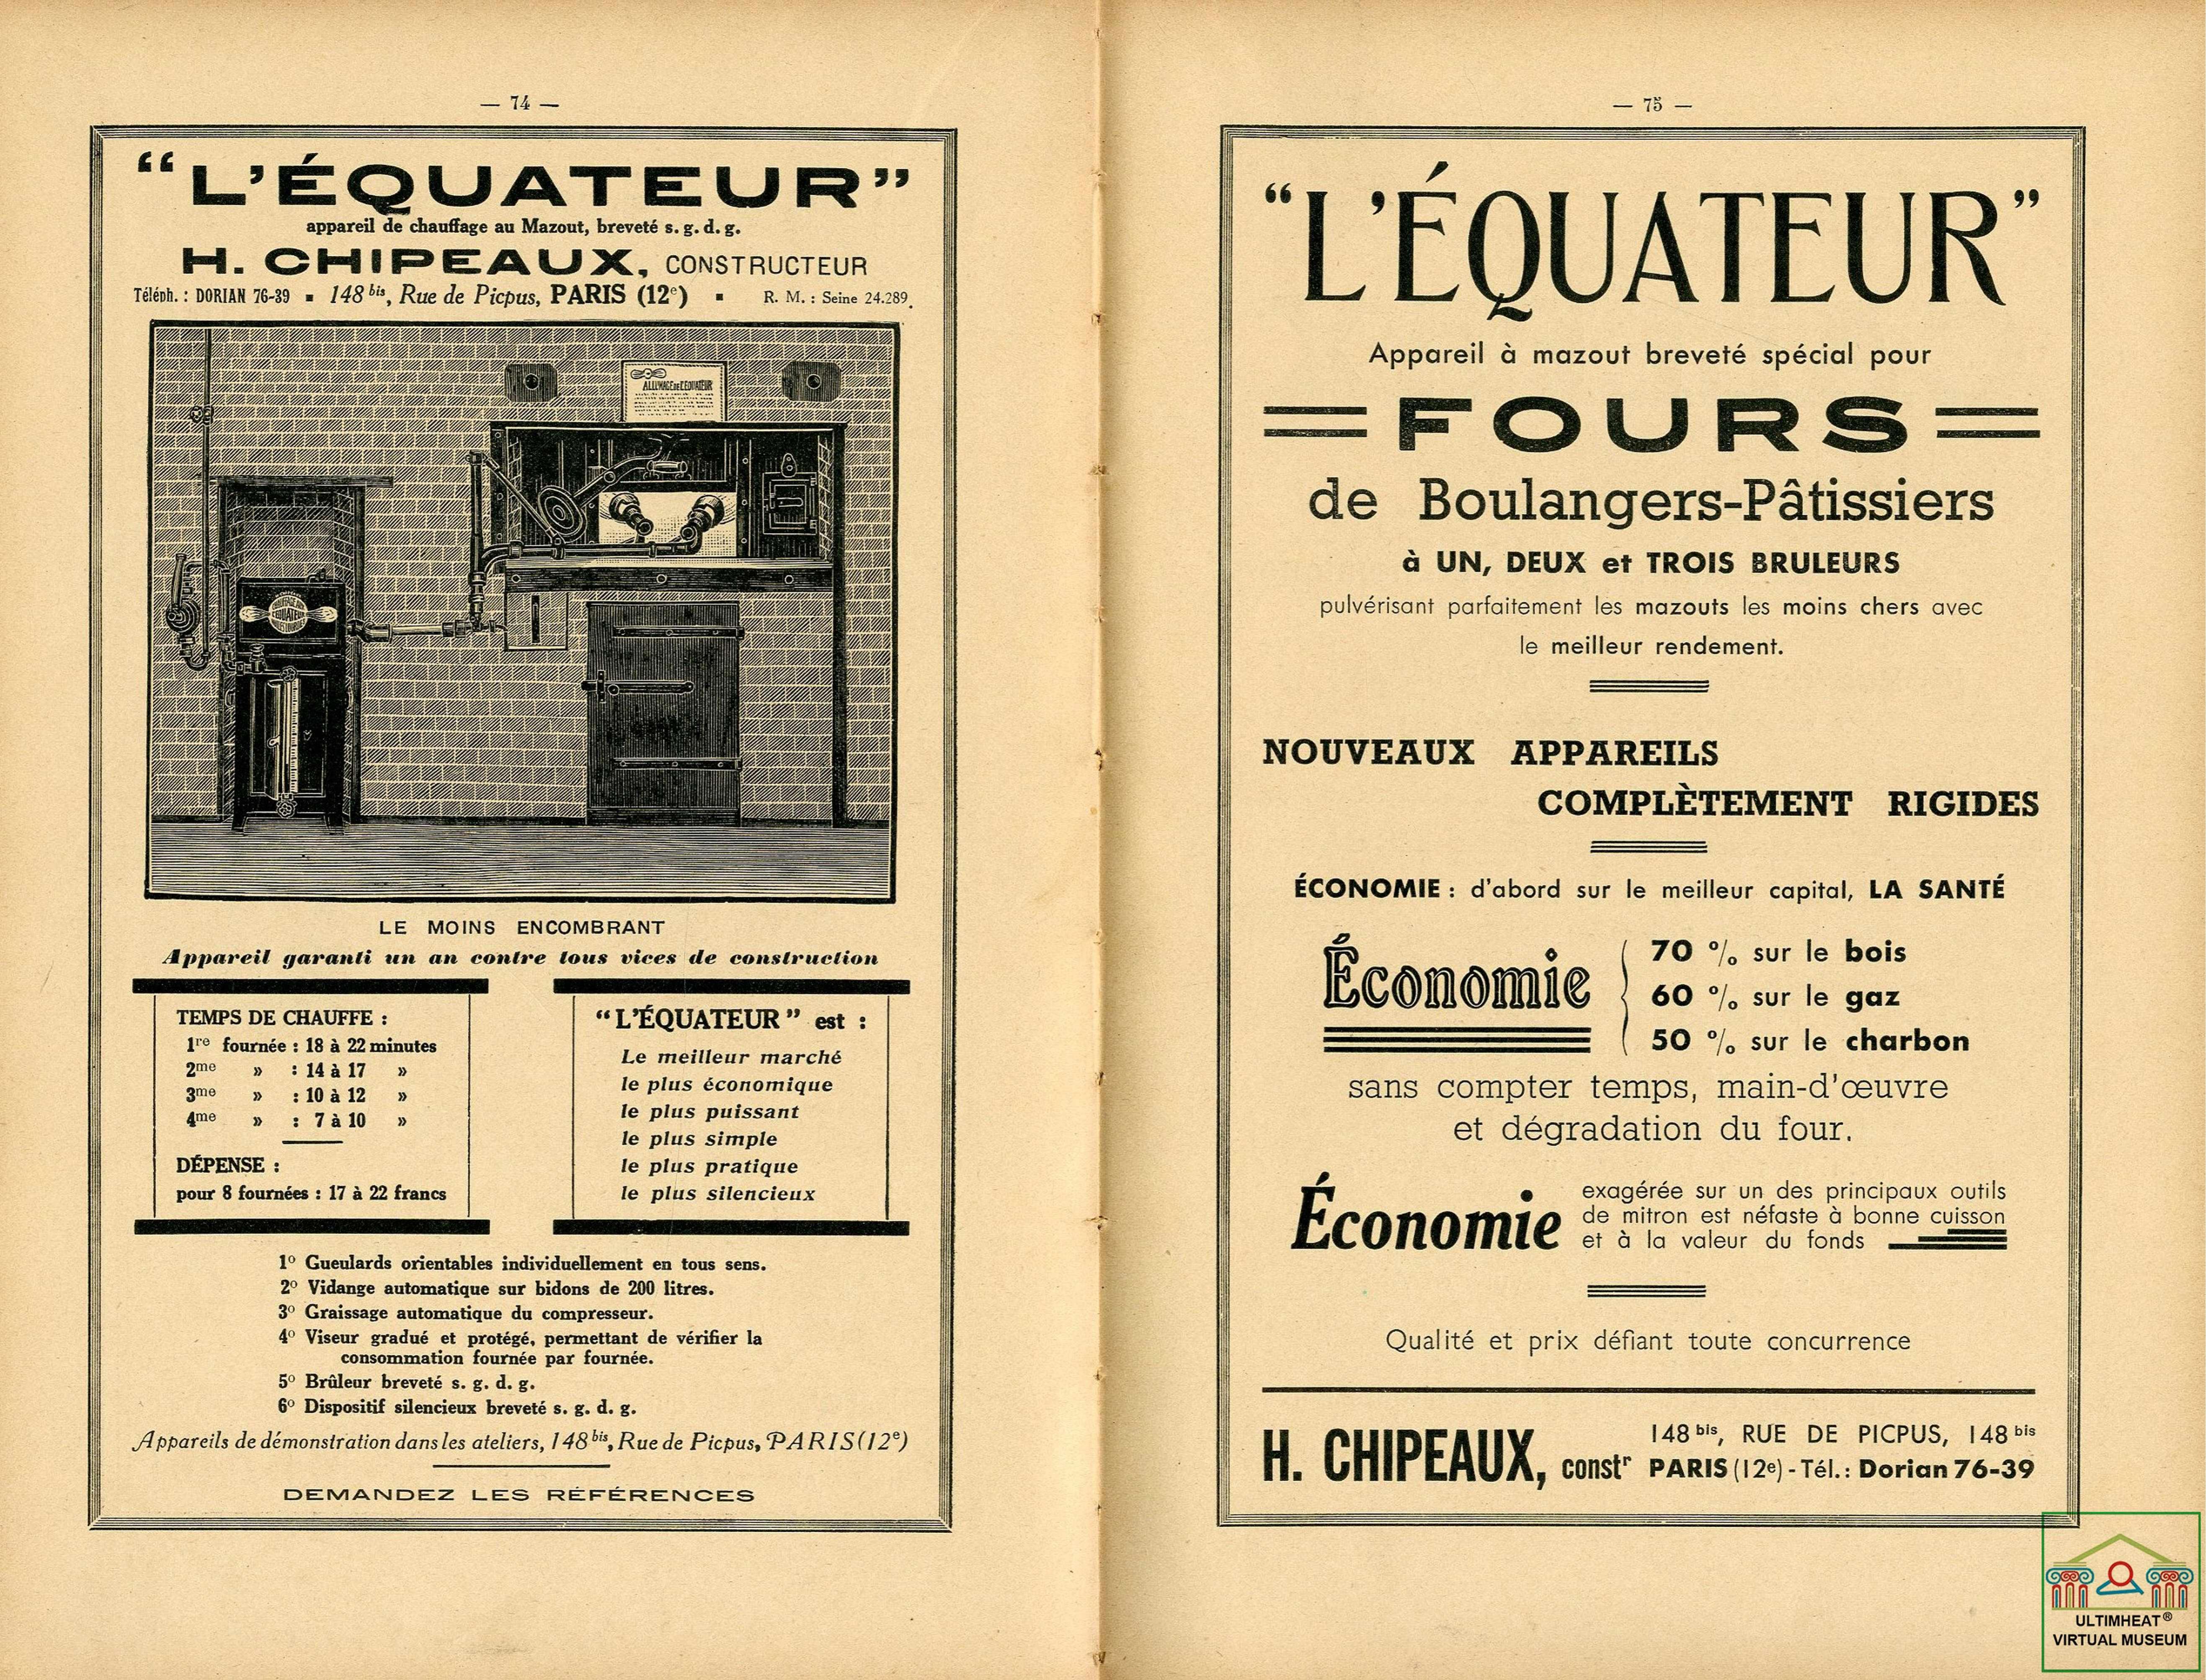 — 74 —
“L’ÉQUATEUR”
appareil de chauffage au Mazout, breveté s. g. d. g.
H. CHIPEAUX, CONSTRUCTEUR
Téléph. : DORIAN 76-39 ▪ 148 bis, Rue de Picpus, PARIS (12e) ▪ R. M. : Seine 24.289.
ALLUMAGE DE L'EQUATEUR
EQUATEUR
LE MOINS ENCOMBRANT
Appareil garanti un an contre tous vices de construction
TEMPS DE CHAUFFE :
1re fournée : 18 à 22 minutes
2me » : 14 à 17 »
3me » : 10 à 12 »
4me » : 7 à 10 »
DÉPENSE :
pour 8 fournées : 17 à 22 francs
“L’ÉQUATEUR” est :
Le meilleur marché
le plus économique
le plus puissant
le plus simple
le plus pratique
le plus silencieux
1° Gueulards orientables individuellement en tous sens.
2° Vidange automatique sur bidons de 200 litres.
3° Graissage automatique du compresseur.
4° Viseur gradué et protégé, permettant de vérifier la
consommation fournée par fournée.
5° Brûleur breveté s. g. d. g.
6° Dispositif silencieux breveté s. g. d. g.
Appareils de démonstration dans les ateliers, 148 bis, Rue de Picpus, PARIS (12e)
DEMANDEZ LES RÉFÉRENCES
— 75 —
“L’ÉQUATEUR”
Appareil à mazout breveté spécial pour
FOURS
de Boulangers-Pâtissiers
à UN, DEUX et TROIS BRULEURS
pulvérisant parfaitement les mazouts les moins chers avec
le meilleur rendement.
NOUVEAUX APPAREILS
COMPLÈTEMENT RIGIDES
ÉCONOMIE : d’abord sur le meilleur capital, LA SANTÉ
Économie
70 % sur le bois
60 % sur le gaz
50 % sur le charbon
sans compter temps, main-d’œuvre
et dégradation du four.
Économie
exagérée sur un des principaux outils
de mitron est néfaste à bonne cuisson
et à la valeur du fonds
Qualité et prix défiant toute concurrence
H. CHIPEAUX, constr
148 bis, RUE DE PICPUS, 148 bis
PARIS (12e) - Tél. : Dorian 76-39
ULTIMHEAT®
VIRTUAL MUSEUM